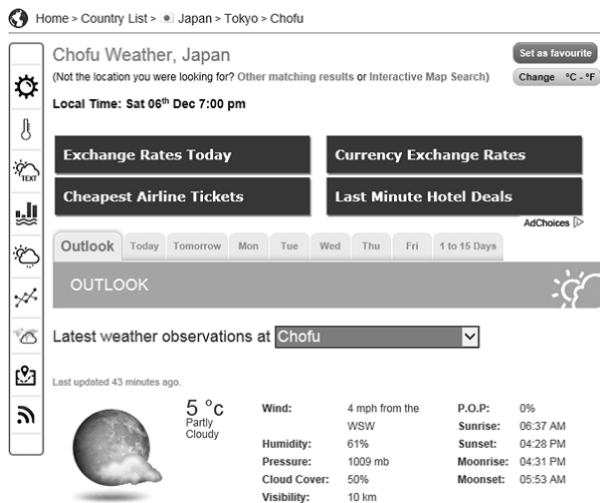 Home > Country List > Japan > Tokyo > Chofu
Chofu Weather, Japan
Set as favourite
(Not the location you were looking for? Other matching results or Interactive Map Search)
Change °C - °F
Local Time: Sat 06th Dec 7:00 pm
Exchange Rates Today
Currency Exchange Rates
Cheapest Airline Tickets
Last Minute Hotel Deals
AdChoices
Outlook Today Tomorrow Mon Tue Wed Thu Fri 1 to 15 Days
OUTLOOK
TEXT
Latest weather observations at Chofu
Last updated 43 minutes ago.
5 °c
Partly
Cloudy
Wind: 4 mph from the
WSW
Humidity: 61%
Pressure: 1009 mb
Cloud Cover: 50%
Visibility: 10 km
P.O.P: 0%
Sunrise: 06:37 AM
Sunset: 04:28 PM
Moonrise: 04:31 PM
Moonset: 05:53 AM